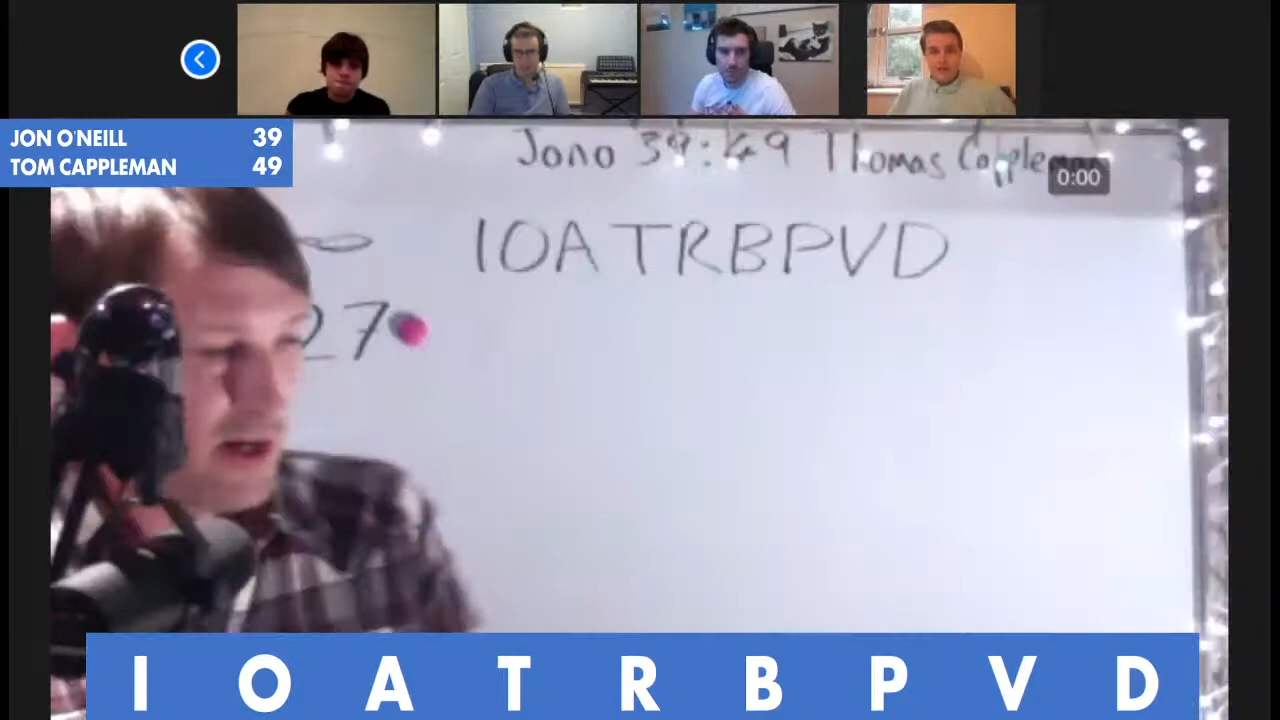 JON O'NEILL 39
TOM CAPPLEMAN 49
Jono 39:49 Thomas Cappleman
0:00
IOATRBPVD
27
I O A T R B P V D